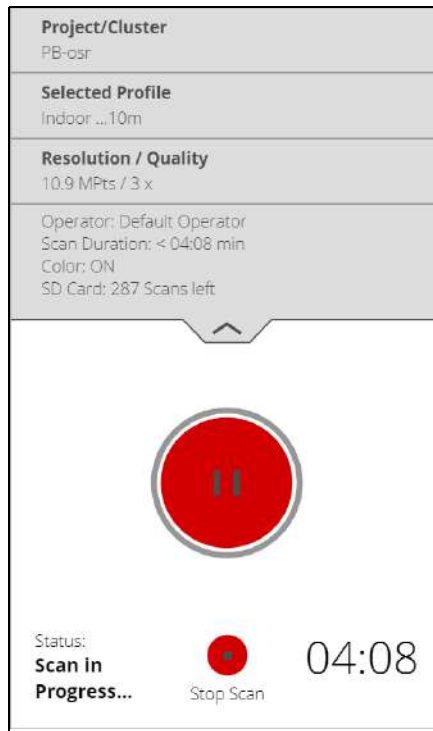 Project/Cluster
PB-osr
Selected Profile
Indoor ...10m
Resolution / Quality
10.9 MPts / 3 x
Operator: Default Operator
Scan Duration: < 04:08 min
Color: ON
SD Card: 287 Scans left
Status:
Scan in
Progress...
Stop Scan
04:08